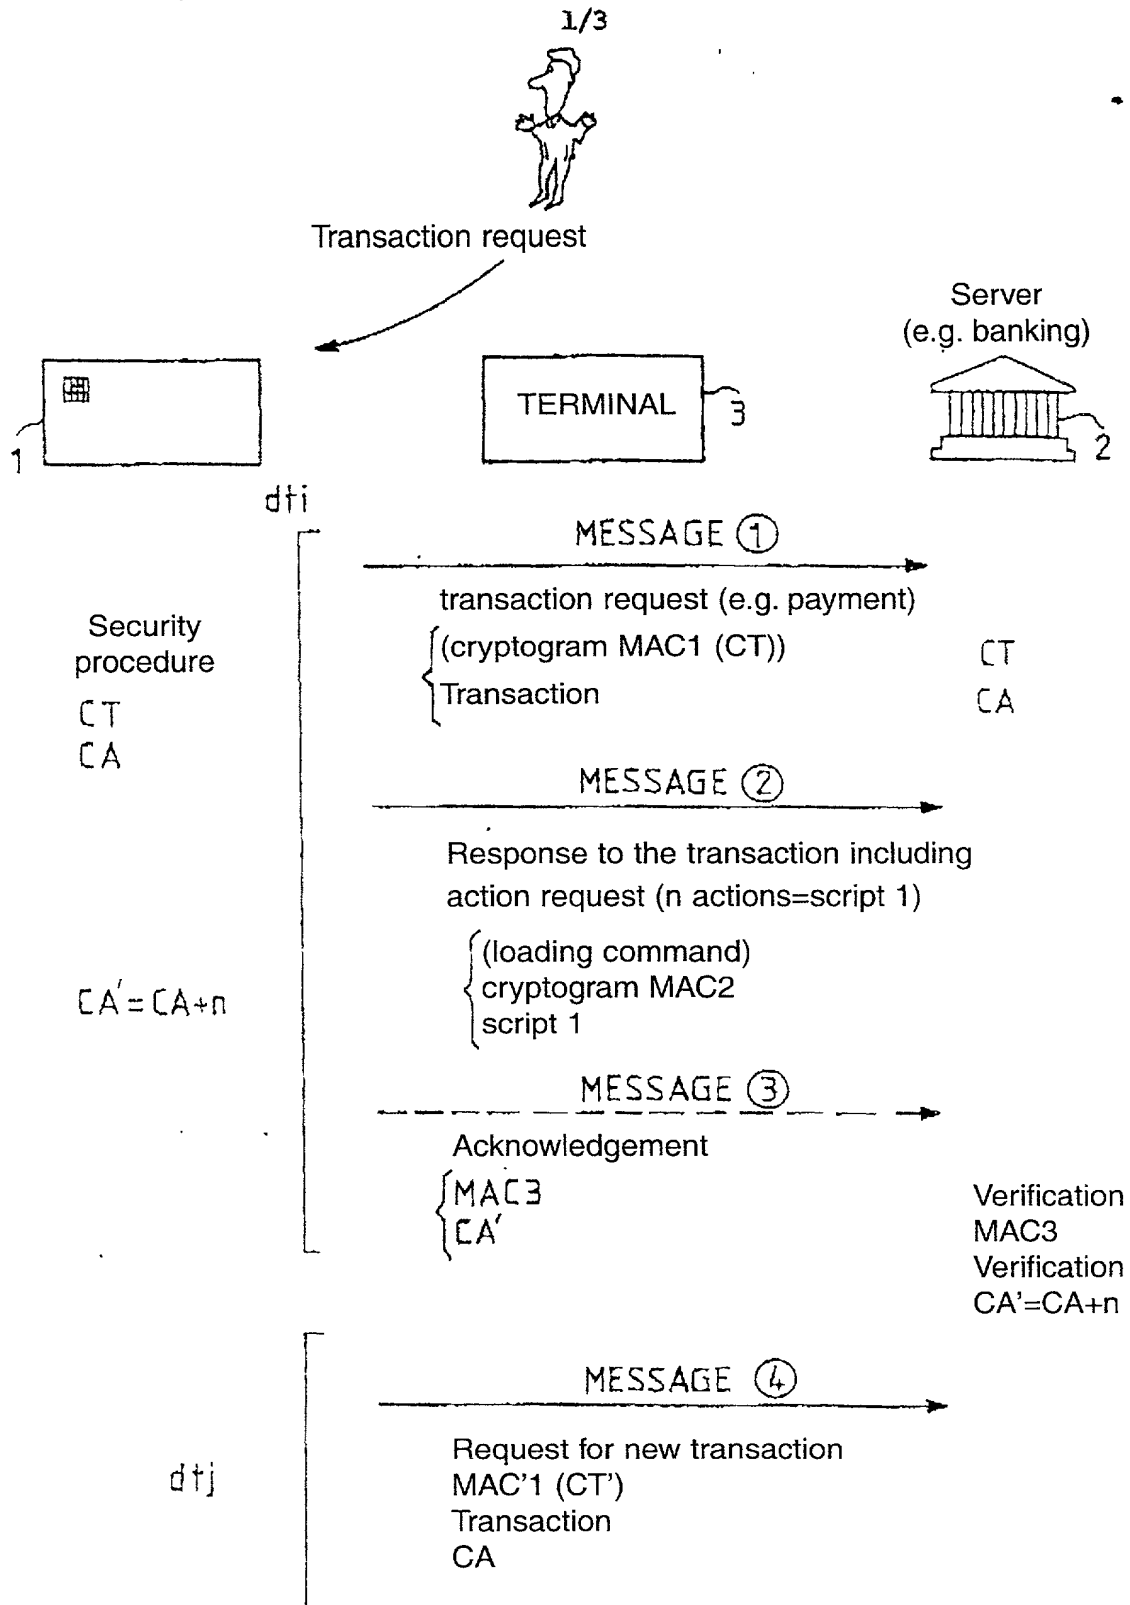 1/3
Transaction request
Server
(e.g. banking)
TERMINAL
1
3
2
dti
MESSAGE 1
transaction request (e.g. payment)
Security
procedure
CT
CA
(cryptogram MAC1 (CT))
Transaction
CT
CA
MESSAGE 2
Response to the transaction including
action request (n actions=script 1)
(loading command)
cryptogram MAC2
script 1
CA'=CA+n
MESSAGE 3
Acknowledgement
MAC3
CA'
Verification
MAC3
Verification
CA'=CA+n
MESSAGE 4
dtj
Request for new transaction
MAC'1 (CT')
Transaction
CA